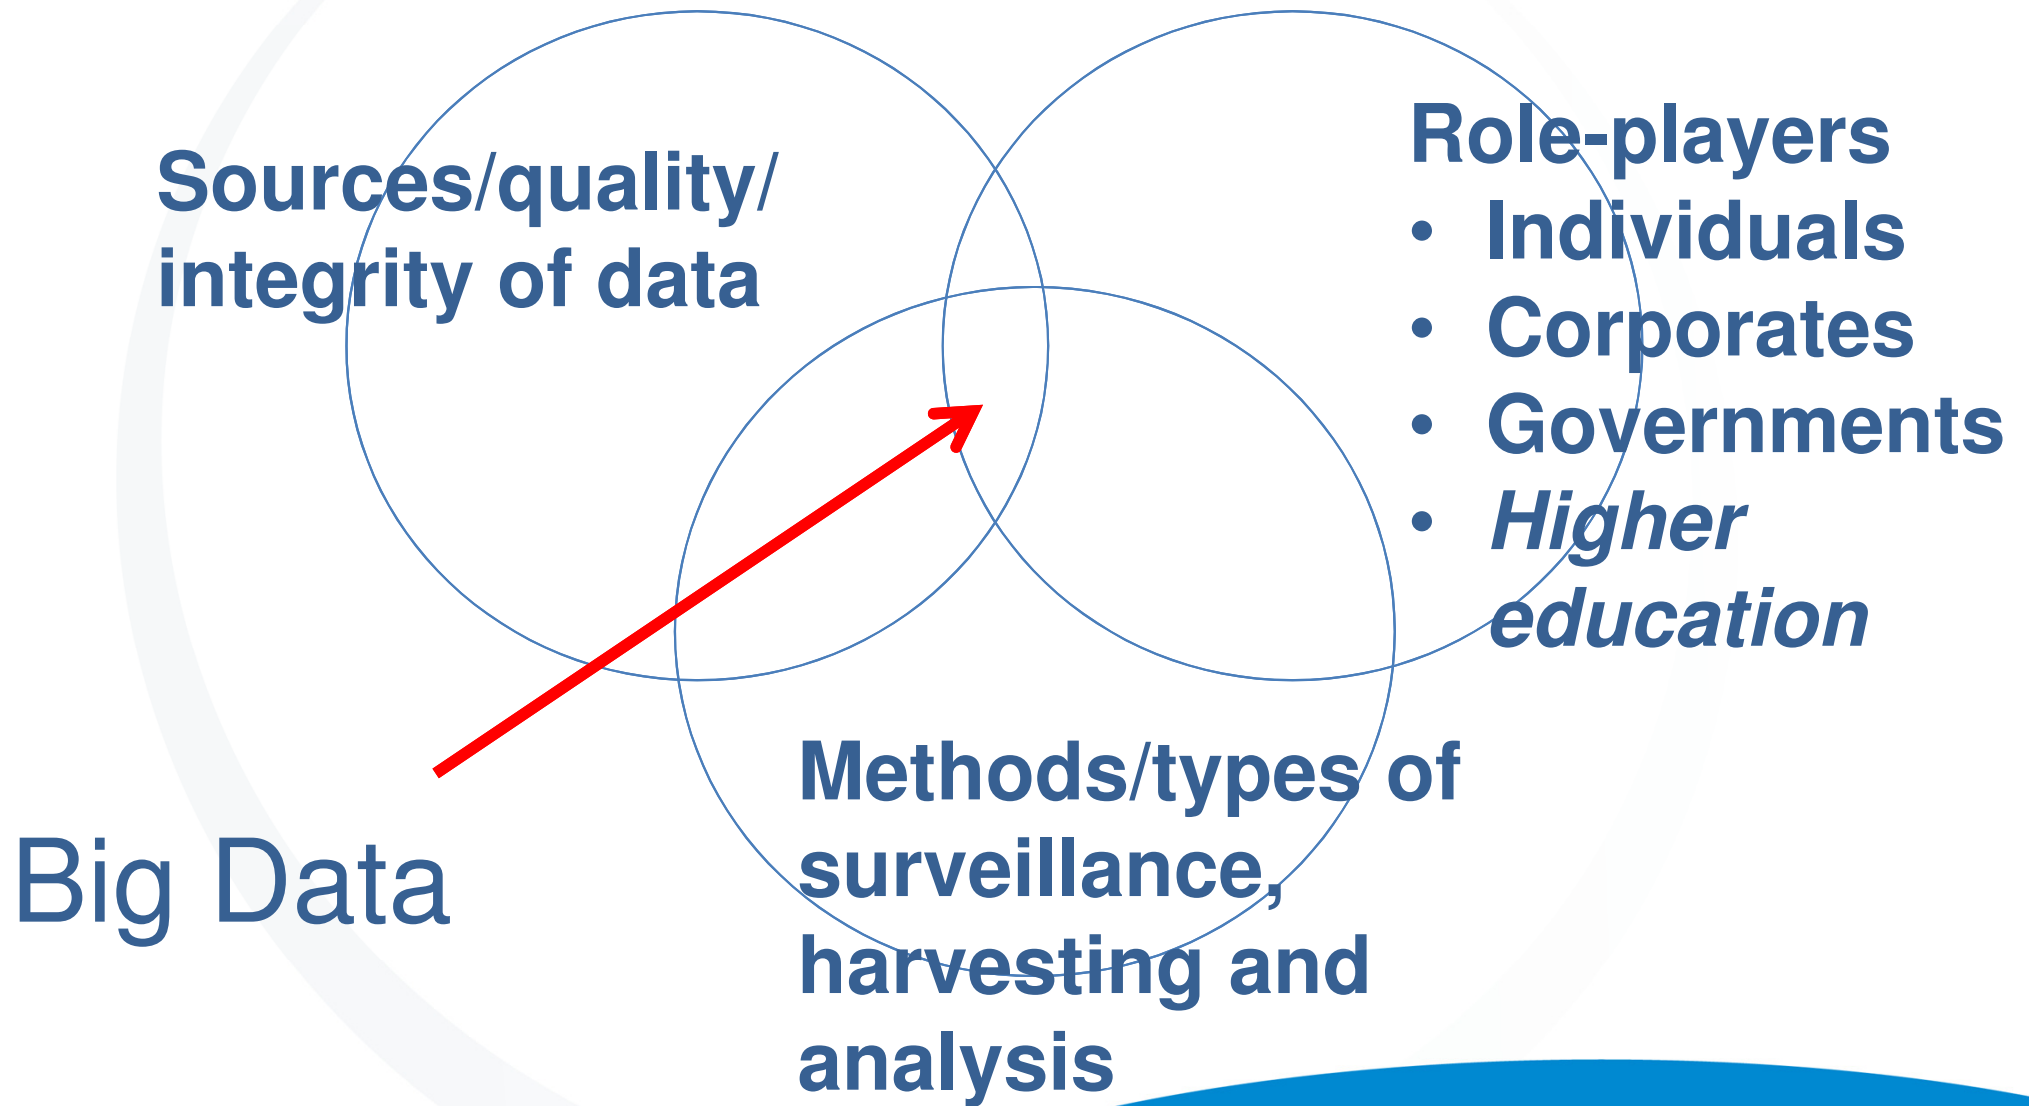 Sources/quality/
integrity of data
Role-players
• Individuals
• Corporates
• Governments
• Higher
education
Big Data
Methods/types of
surveillance,
harvesting and
analysis